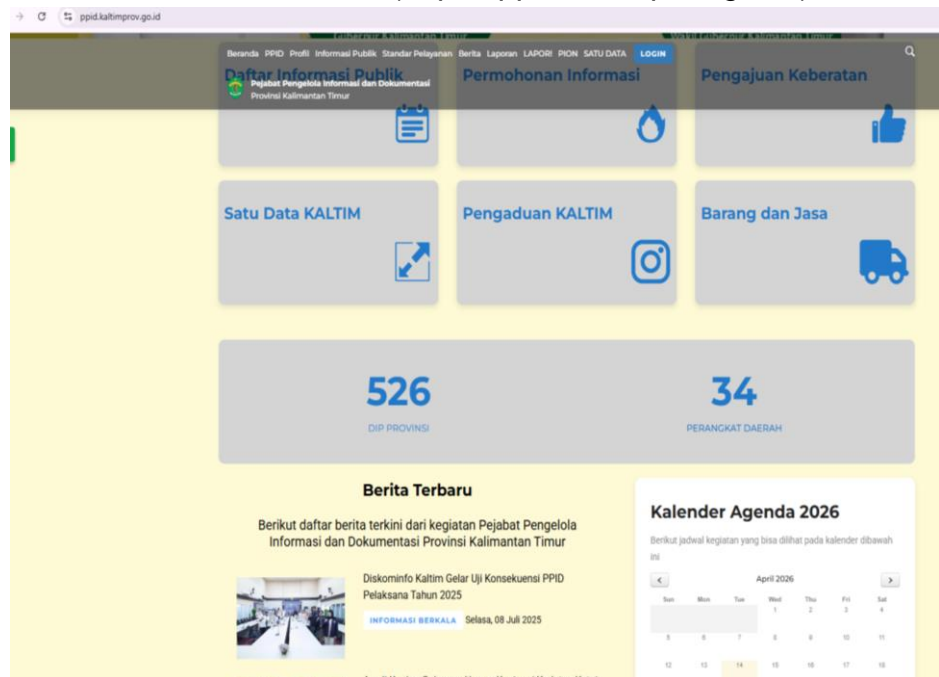 ppid.kaltimprov.go.id
Beranda PPID Profil Informasi Publik Standar Pelayanan Berita Laporan LAPOR! PION SATU DATA LOGIN
Pejabat Pengelola Informasi dan Dokumentasi
Provinsi Kalimantan Timur
Daftar Informasi Publik
Permohonan Informasi
Pengajuan Keberatan
Satu Data KALTIM
Pengaduan KALTIM
Barang dan Jasa
526
DIP PROVINSI
34
PERANGKAT DAERAH
Berita Terbaru
Berikut daftar berita terkini dari kegiatan Pejabat Pengelola
Informasi dan Dokumentasi Provinsi Kalimantan Timur
Diskominfo Kaltim Gelar Uji Konsekuensi PPID
Pelaksana Tahun 2025
INFORMASI BERKALA Selasa, 08 Juli 2025
Kalender Agenda 2026
Berikut jadwal kegiatan yang bisa dilihat pada kalender dibawah
ini
< April 2026 >
Sun Mon Tue Wed Thu Fri Sat
1 2 3 4
5 6 7 8 9 10 11
12 13 14 15 16 17 18